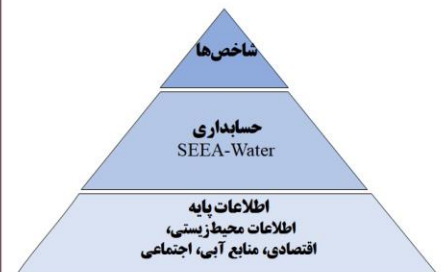 شاخص‌ها
حسابداری
SEEA-Water
اطلاعات پایه
اطلاعات محیط‌زیستی،
اقتصادی، منابع آبی، اجتماعی